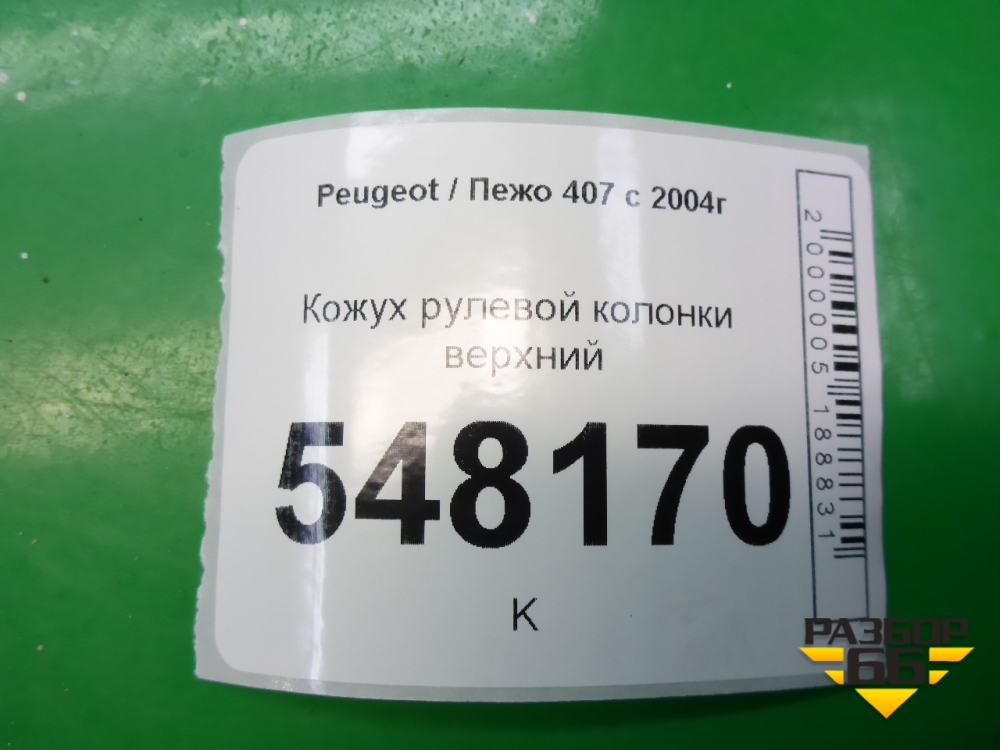 Peugeot / Пежо 407 с 2004г
Кожух рулевой колонки
верхний
548170
К
2000005188831
РАЗБОР
66